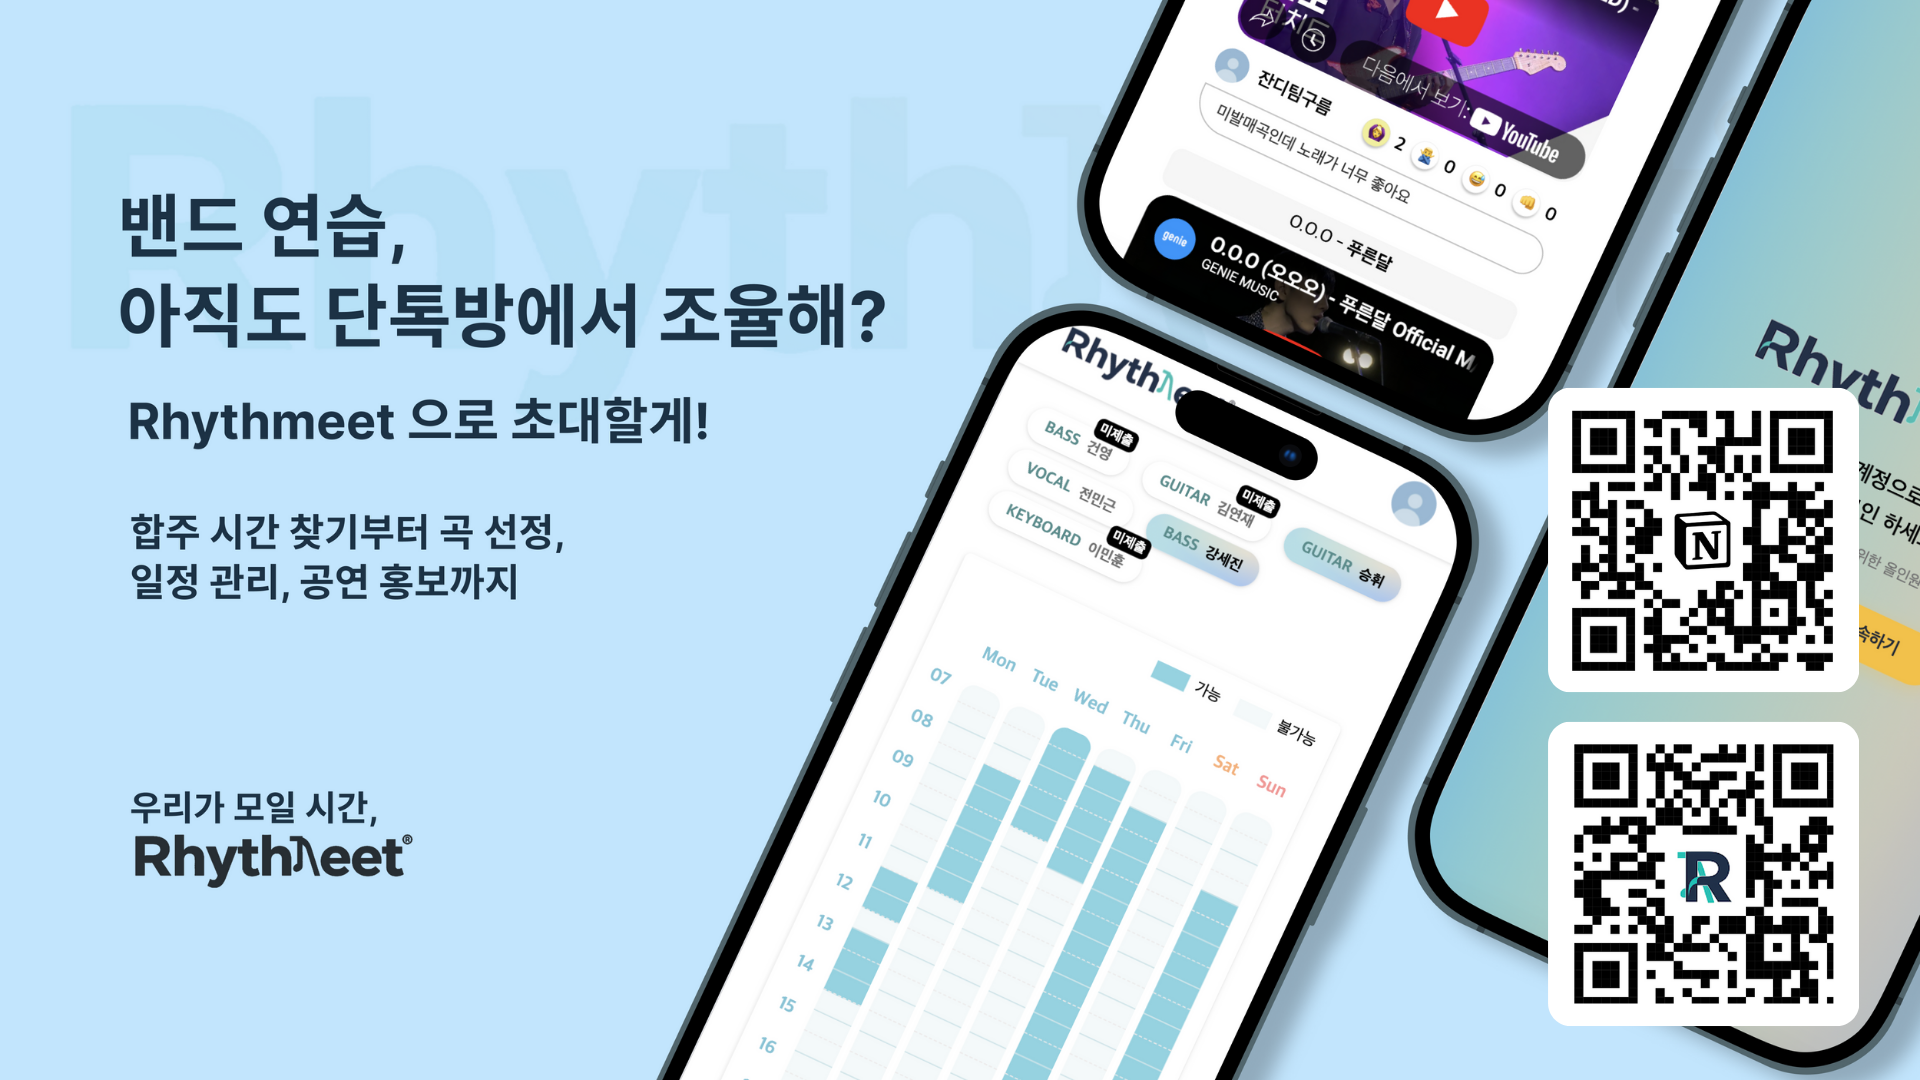 밴드 연습,
아직도 단톡방에서 조율해?
Rhythmeet 으로 초대할게!
합주 시간 찾기부터 곡 선정,
일정 관리, 공연 홍보까지
우리가 모일 시간,
Rhythmeet®
다음에서 보기: YouTube
잔디팀구름
2 0 0 0
미발매곡인데 노래가 너무 좋아요
O.O.O - 푸른달
genie
O.O.O (오오오) - 푸른달 Official M
GENIE MUSIC
Rhythmeet
BASS 건영 미제출
GUITAR 김연재 미제출
GUITAR 승휘
VOCAL 전민근
BASS 강세진
KEYBOARD 이민훈 미제출
가능
불가능
Mon Tue Wed Thu Fri Sat Sun
07
08
09
10
11
12
13
14
15
16
Rhyth
계정으로
인 하세요
위한 올인원
속하기
N
R
Rhyth